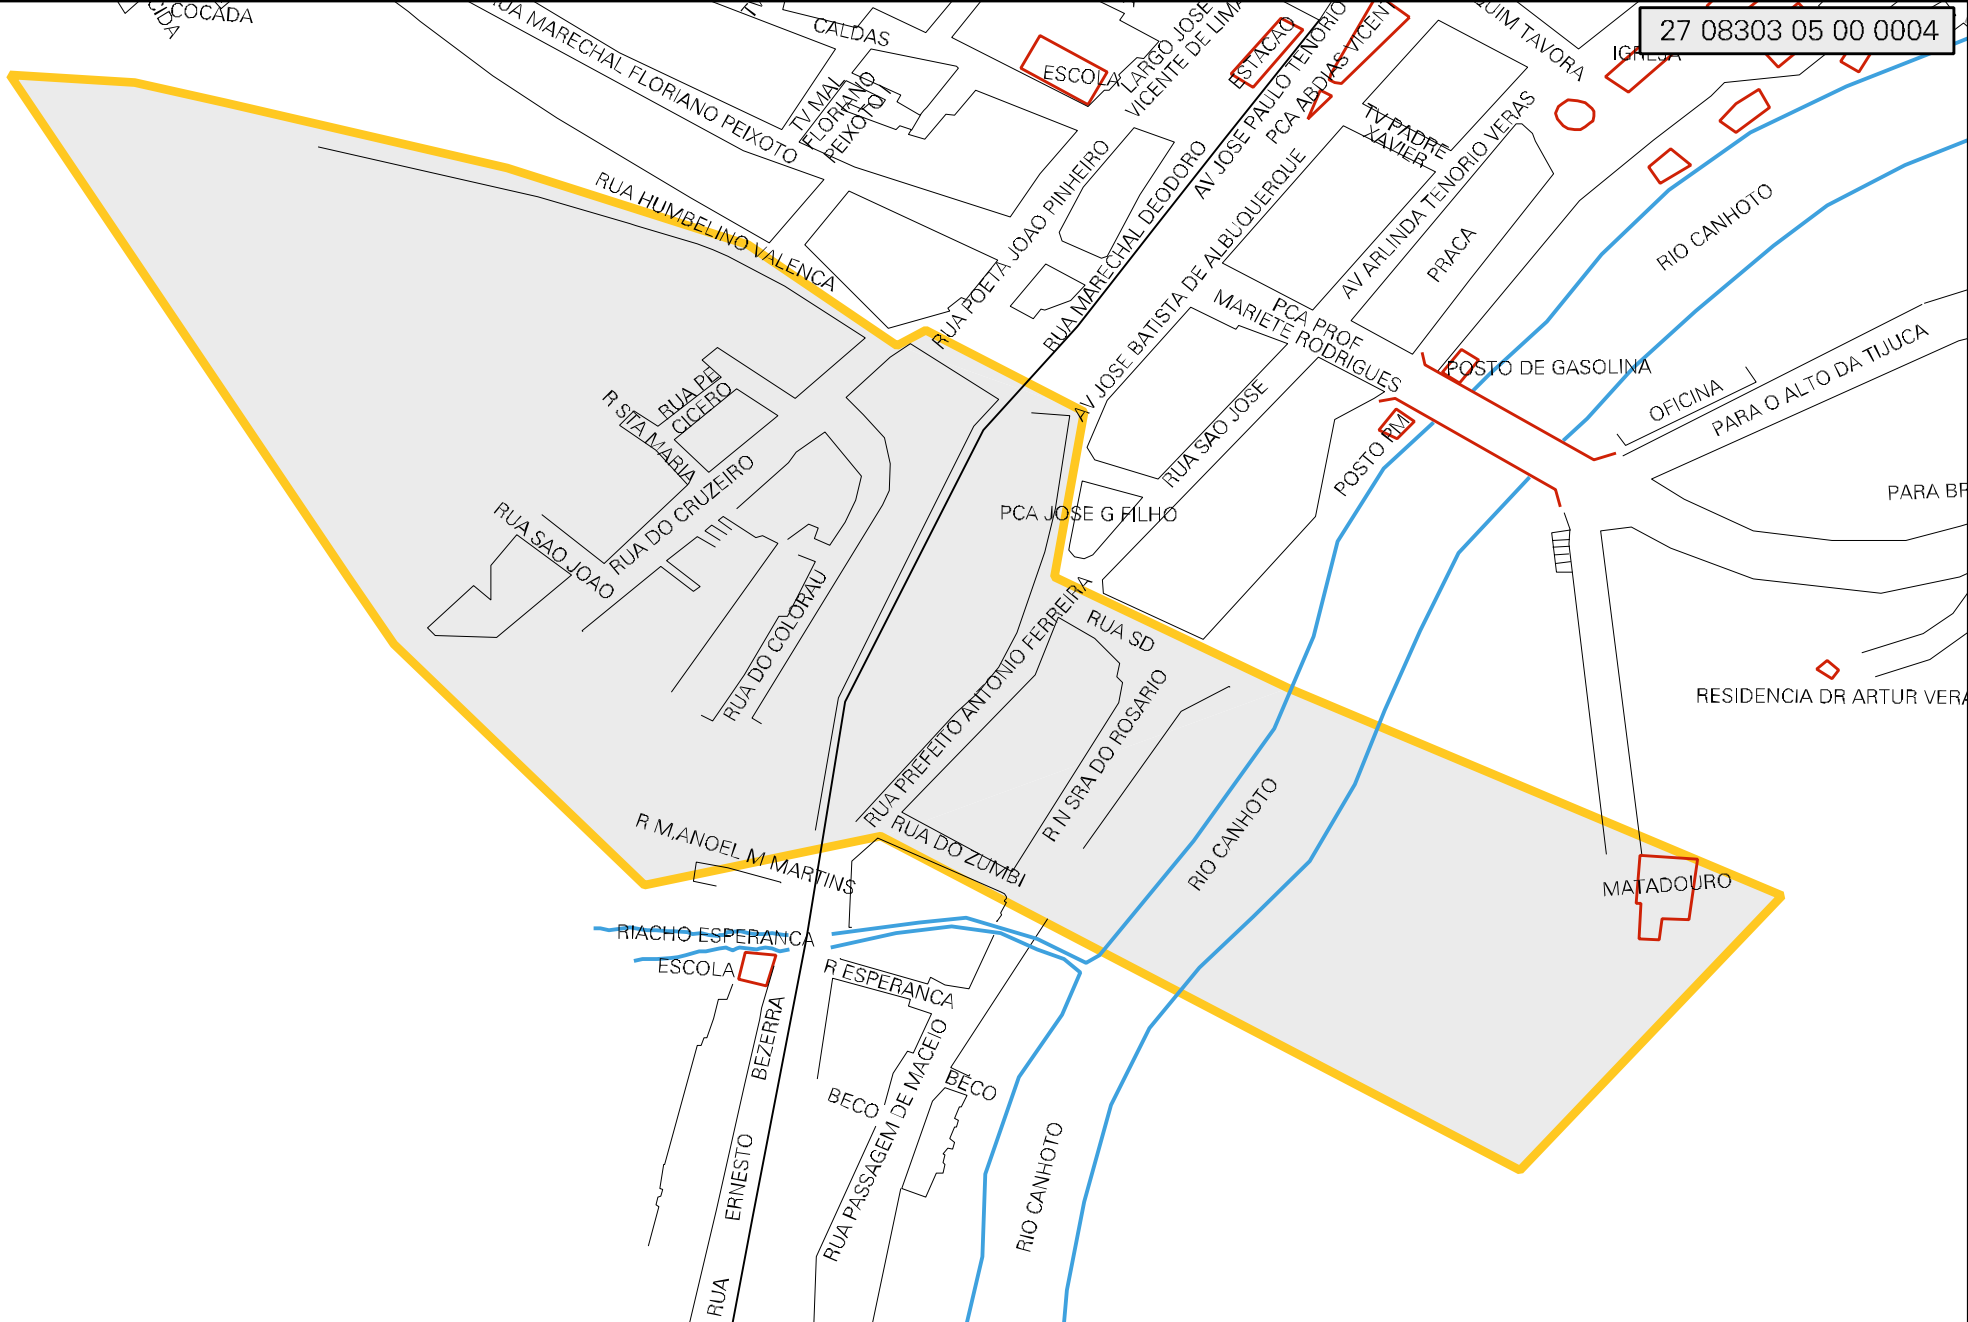 COCADA
CIDA
RUA MARECHAL FLORIANO PEIXOTO
TV
CALDAS
TV MAL
FLORIANO
PEIXOTO
ESCOLA
LARGO JOSE
VICENTE DE LIMA
ESTACAO
AV JOSE PAULO TENORIO
PCA ABDIAS VICENT
QUIM TAVORA
IGREJA
27 08303 05 00 0004
TV PADRE
XAVIER
AV ARLINDA TENORIO VERAS
PRACA
RIO CANHOTO
RUA HUMBELINO VALENCA
RUA POETA JOAO PINHEIRO
RUA MARECHAL DEODORO
AV JOSE BATISTA DE ALBUQUERQUE
PCA PROF
MARIETE RODRIGUES
POSTO DE GASOLINA
OFICINA
PARA O ALTO DA TIJUCA
RUA PE
CICERO
R STA MARIA
RUA SAO JOSE
POSTO PM
PARA BR
RUA DO CRUZEIRO
RUA SAO JOAO
PCA JOSE G FILHO
RUA DO COLORAU
RUA PREFEITO ANTONIO FERREIRA
RUA SD
R N SRA DO ROSARIO
RESIDENCIA DR ARTUR VERA
RIO CANHOTO
R M,ANOEL M MARTINS
RUA DO ZUMBI
MATADOURO
RIACHO ESPERANCA
ESCOLA
R ESPERANCA
RUA ERNESTO BEZERRA
BECO
BECO
RUA PASSAGEM DE MACEIO
RIO CANHOTO